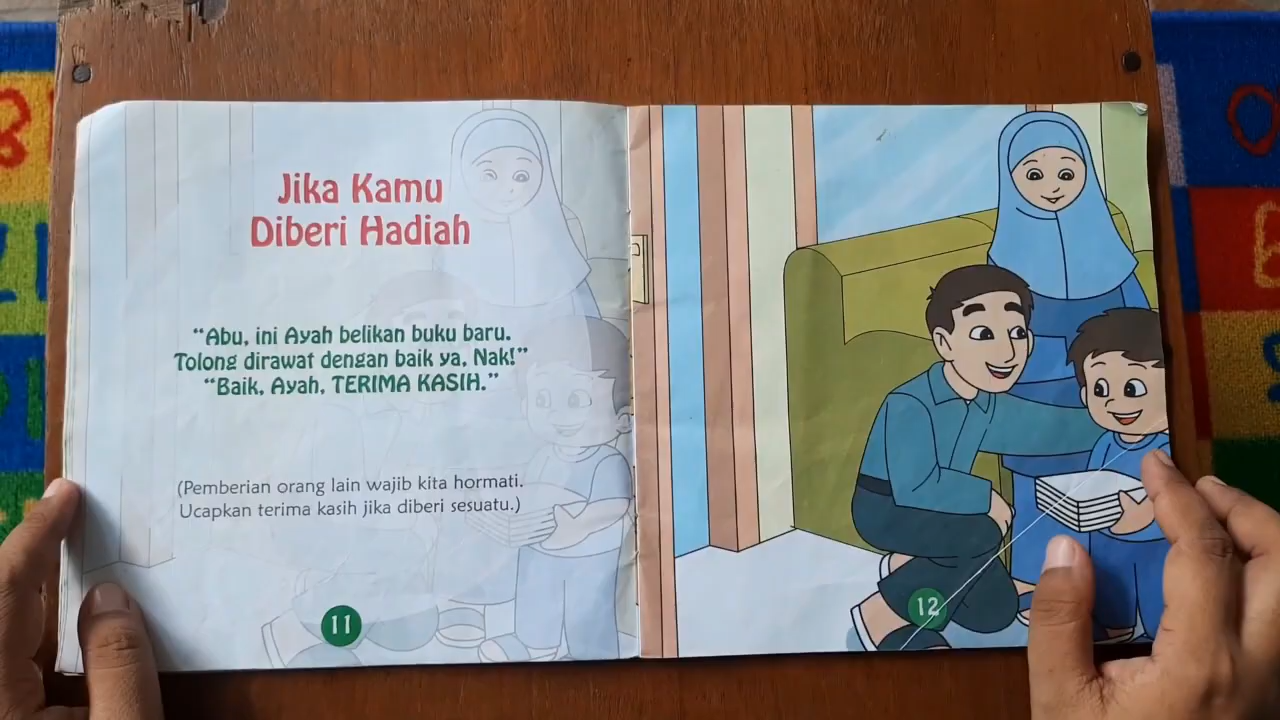 Jika Kamu
Diberi Hadiah
“Abu, ini Ayah belikan buku baru.
Tolong dirawat dengan baik ya, Nak!”
“Baik, Ayah, TERIMA KASIH.”
(Pemberian orang lain wajib kita hormati.
Ucapkan terima kasih jika diberi sesuatu.)
11
12